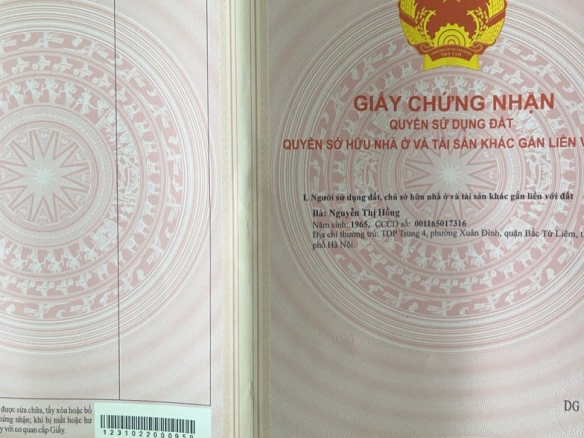 GIẤY CHỨNG NHẬN
QUYỀN SỬ DỤNG ĐẤT
QUYỀN SỞ HỮU NHÀ Ở VÀ TÀI SẢN KHÁC GẮN LIỀN V
I. Người sử dụng đất, chủ sở hữu nhà ở và tài sản khác gắn liền với đất
Bà: Nguyễn Thị Hồng
Năm sinh: 1965, CCCD số: 001165017316
Địa chỉ thường trú: TDP Trung 4, phường Xuân Đỉnh, quận Bắc Từ Liêm, t
phố Hà Nội.
DG
được sửa chữa, tẩy xóa hoặc bổ
ứng nhận; khi bị mất hoặc hư
y với cơ quan cấp Giấy.